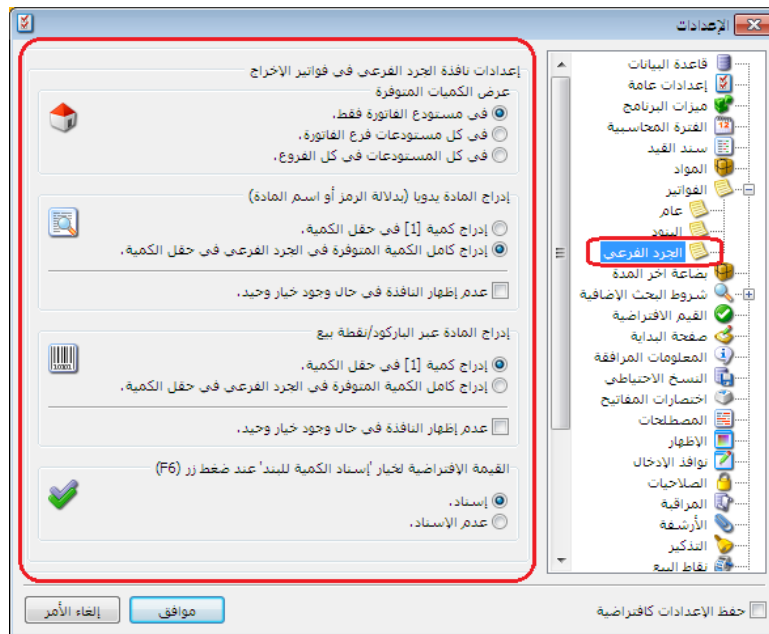 الإعدادات
قاعدة البيانات
إعدادات عامة
ميزات البرنامج
الفترة المحاسبية
سند القيد
المواد
الفواتير
عام
البنود
الجرد الفرعي
بضاعة آخر المدة
شروط البحث الإضافية
القيم الافتراضية
صفحة البداية
المعلومات المرافقة
النسخ الاحتياطي
اختصارات المفاتيح
المصطلحات
الإظهار
نوافذ الإدخال
الصلاحيات
المراقبة
الأرشفة
التذكير
نقاط البيع
إعدادات نافذة الجرد الفرعي في فواتير الإخراج
عرض الكميات المتوفرة
في مستودع الفاتورة فقط.
في كل مستودعات فرع الفاتورة.
في كل المستودعات في كل الفروع.
إدراج المادة يدويا (بدلالة الرمز أو اسم المادة)
إدراج كمية [1] في حقل الكمية.
إدراج كامل الكمية المتوفرة في الجرد الفرعي في حقل الكمية.
عدم إظهار النافذة في حال وجود خيار وحيد.
إدراج المادة عبر الباركود/نقطة بيع
إدراج كمية [1] في حقل الكمية.
إدراج كامل الكمية المتوفرة في الجرد الفرعي في حقل الكمية.
عدم إظهار النافذة في حال وجود خيار وحيد.
القيمة الإفتراضية لخيار 'إسناد الكمية للبند' عند ضغط زر (F6)
إسناد.
عدم الإسناد.
حفظ الإعدادات كافتراضية
موافق
إلغاء الأمر